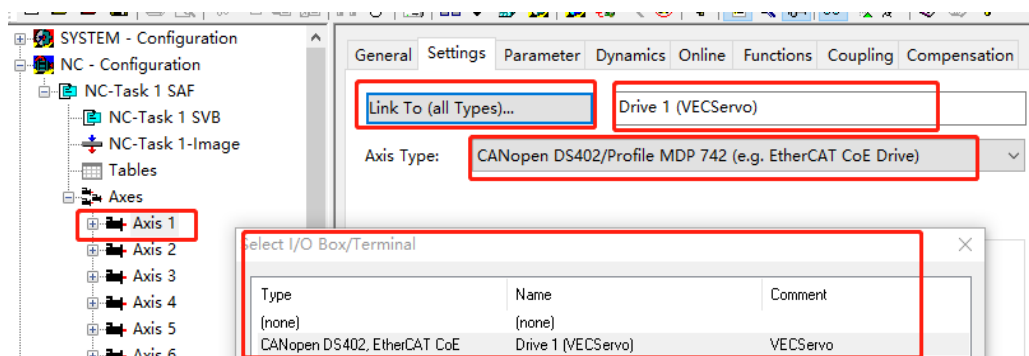 SYSTEM - Configuration
NC - Configuration
NC-Task 1 SAF
NC-Task 1 SVB
NC-Task 1-Image
Tables
Axes
Axis 1
Axis 2
Axis 3
Axis 4
Axis 5
Axis 6
General Settings Parameter Dynamics Online Functions Coupling Compensation
Link To (all Types)... Drive 1 (VECServo)
Axis Type: CANopen DS402/Profile MDP 742 (e.g. EtherCAT CoE Drive)
Select I/O Box/Terminal
Type Name Comment
(none) (none)
CANopen DS402, EtherCAT CoE Drive 1 (VECServo) VECServo